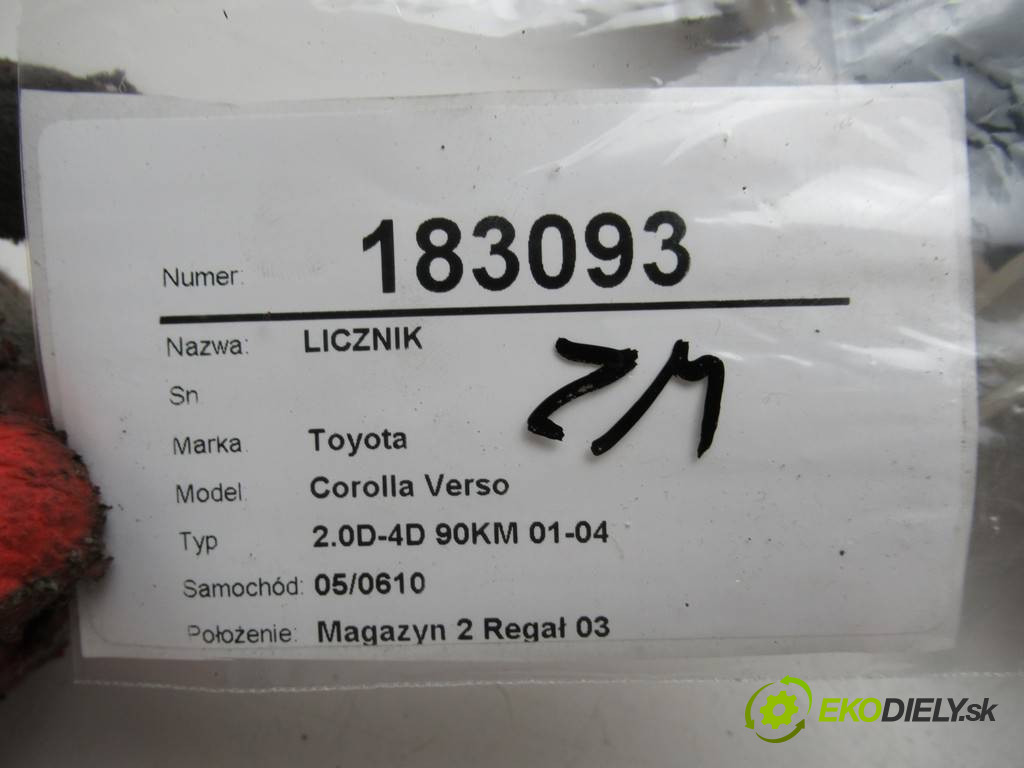 Numer: 183093
Nazwa: LICZNIK
Sn
Marka Toyota
Model: Corolla Verso
Typ 2.0D-4D 90KM 01-04
Samochód: 05/0610
Położenie: Magazyn 2 Regał 03
EKODIELY.sk